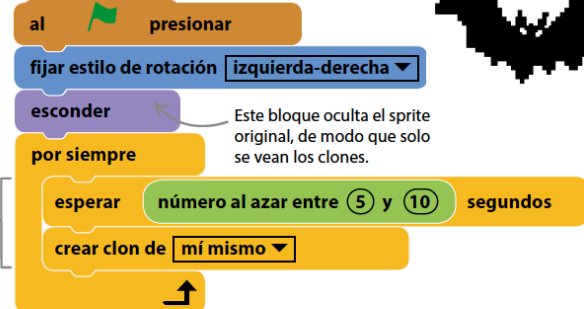 al presionar
fijar estilo de rotación izquierda-derecha
esconder
Este bloque oculta el sprite
original, de modo que solo
se vean los clones.
por siempre
esperar número al azar entre 5 y 10 segundos
crear clon de mí mismo